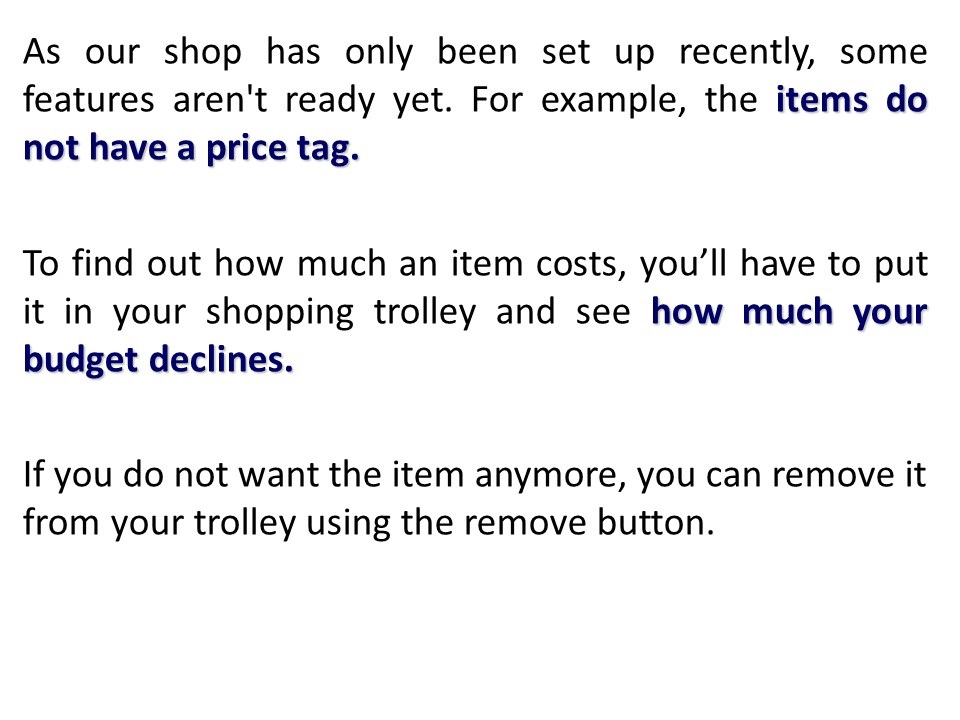 As our shop has only been set up recently, some
features aren't ready yet. For example, the items do
not have a price tag.
To find out how much an item costs, you’ll have to put
it in your shopping trolley and see how much your
budget declines.
If you do not want the item anymore, you can remove it
from your trolley using the remove button.